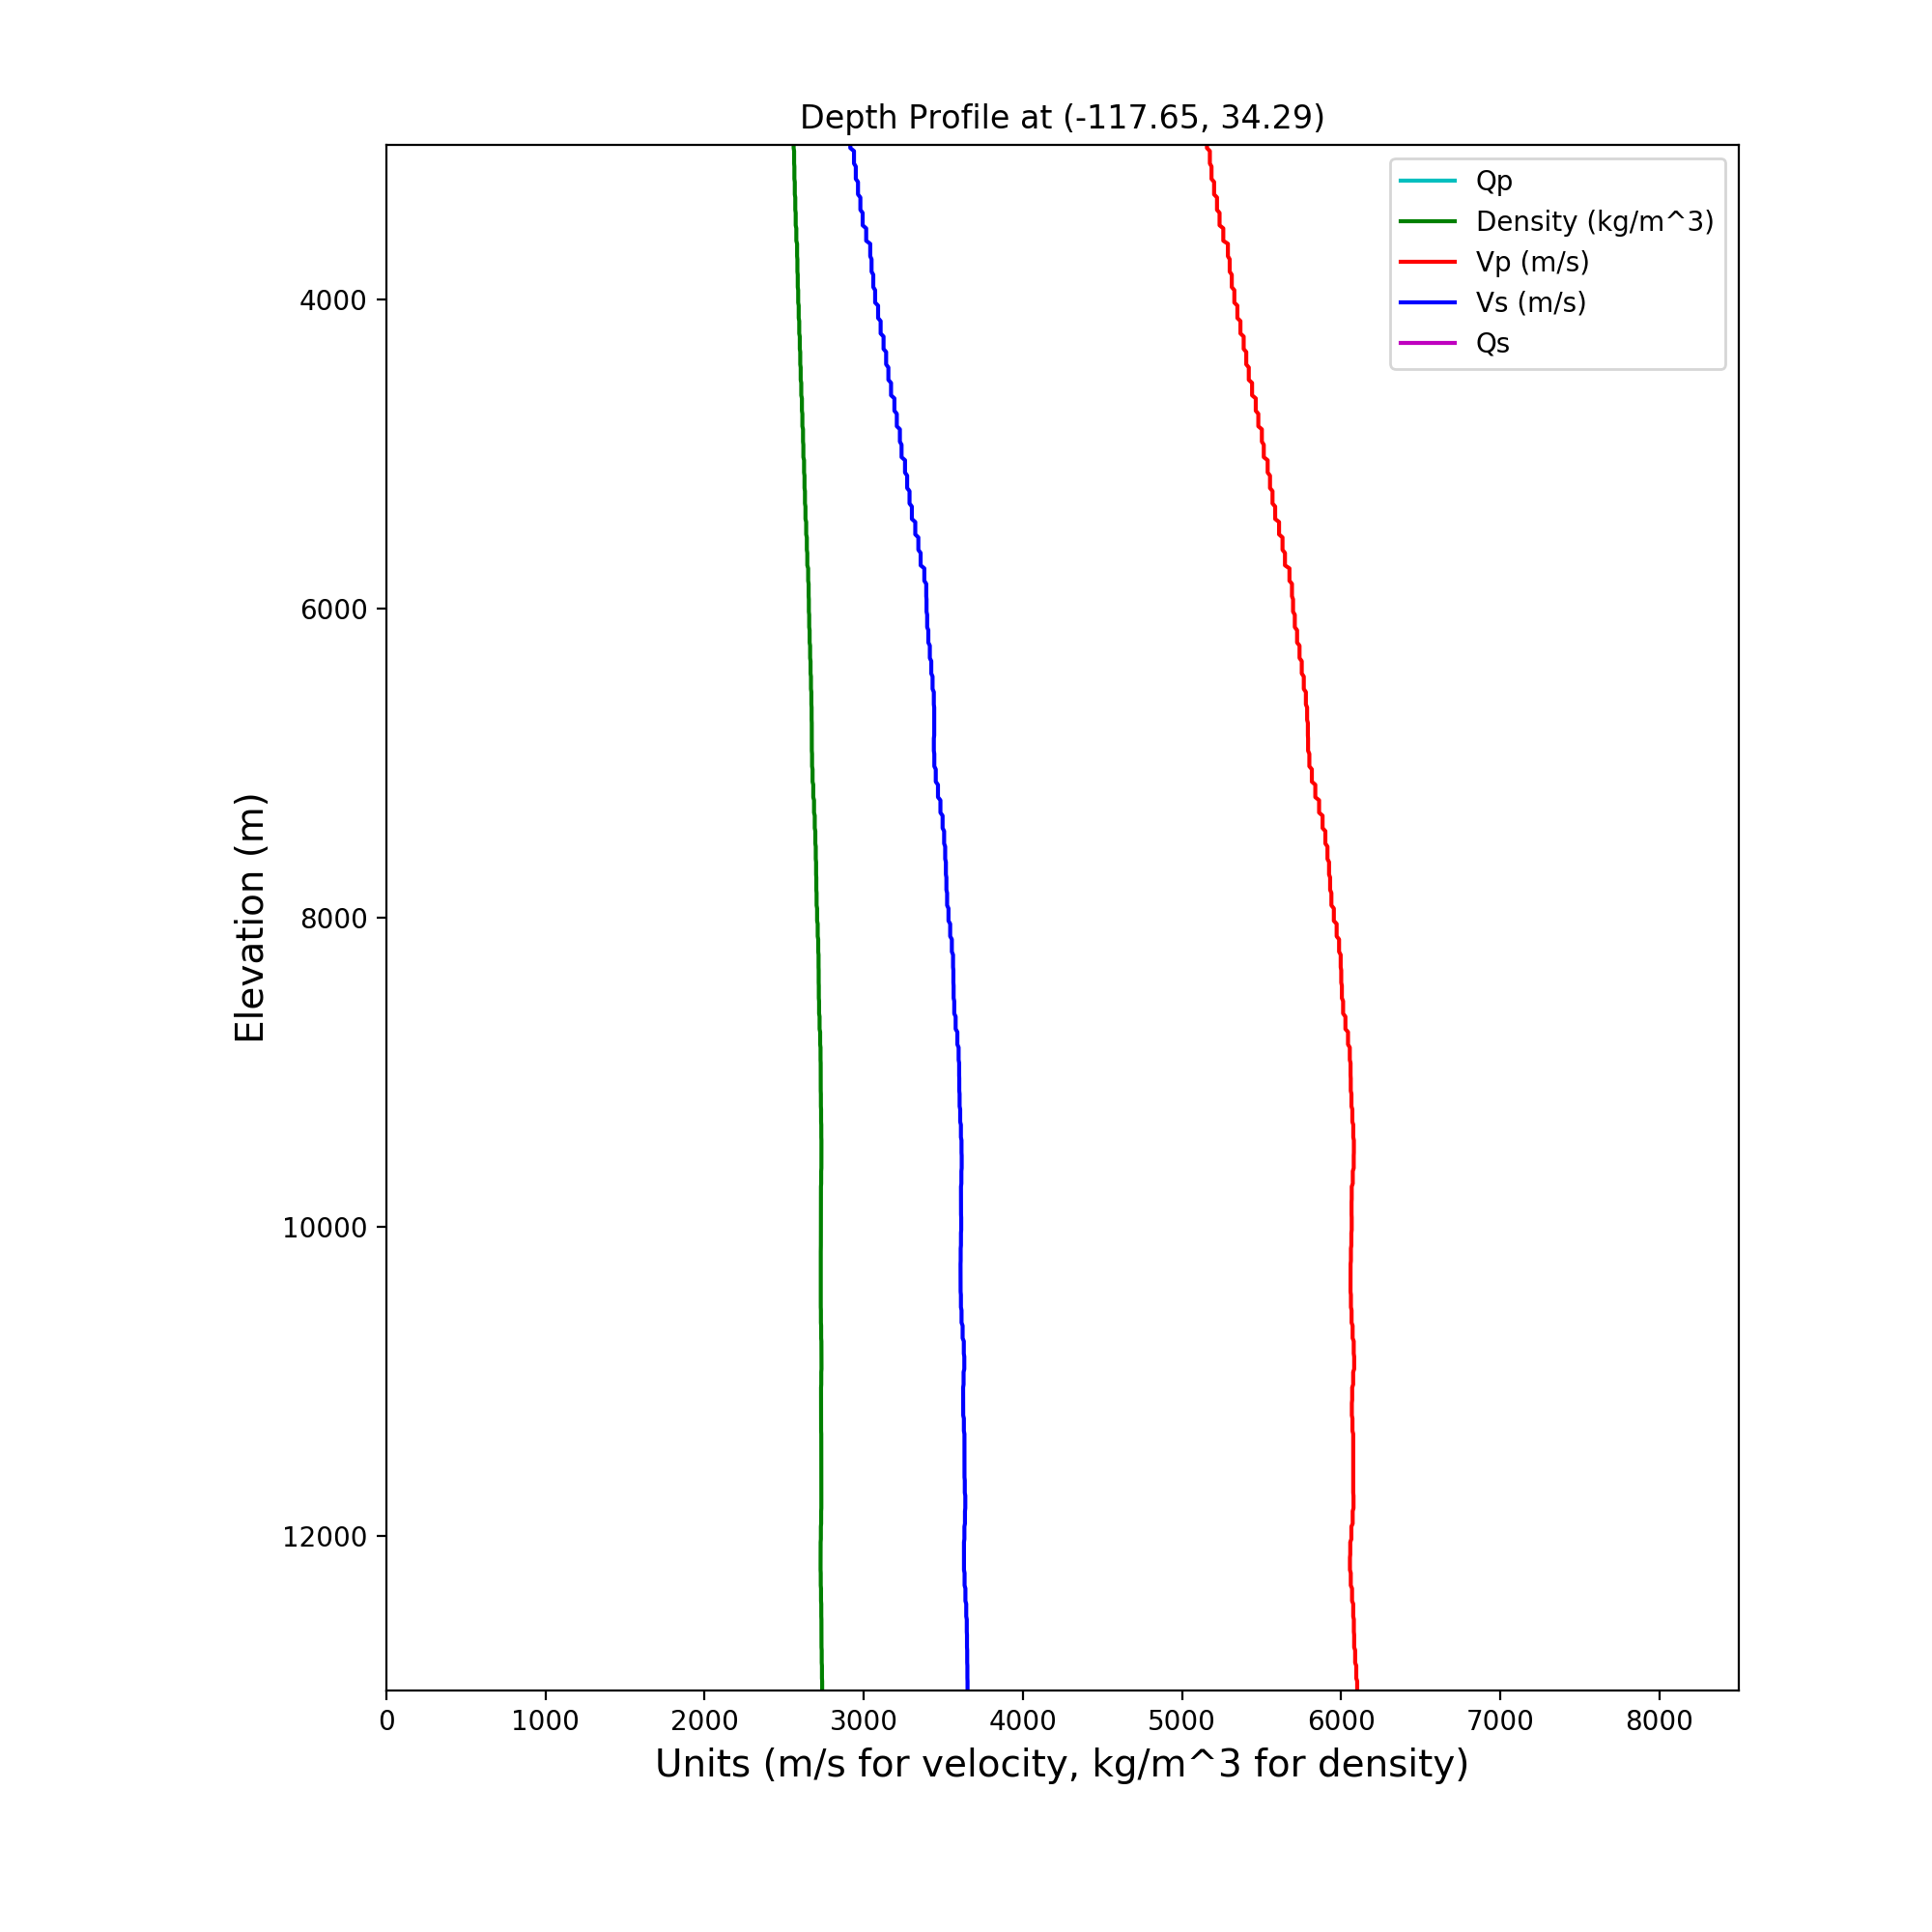 Depth Profile at (-117.65, 34.29)
Qp
Density (kg/m^3)
Vp (m/s)
Vs (m/s)
Qs
4000
6000
8000
10000
12000
Elevation (m)
0 1000 2000 3000 4000 5000 6000 7000 8000
Units (m/s for velocity, kg/m^3 for density)